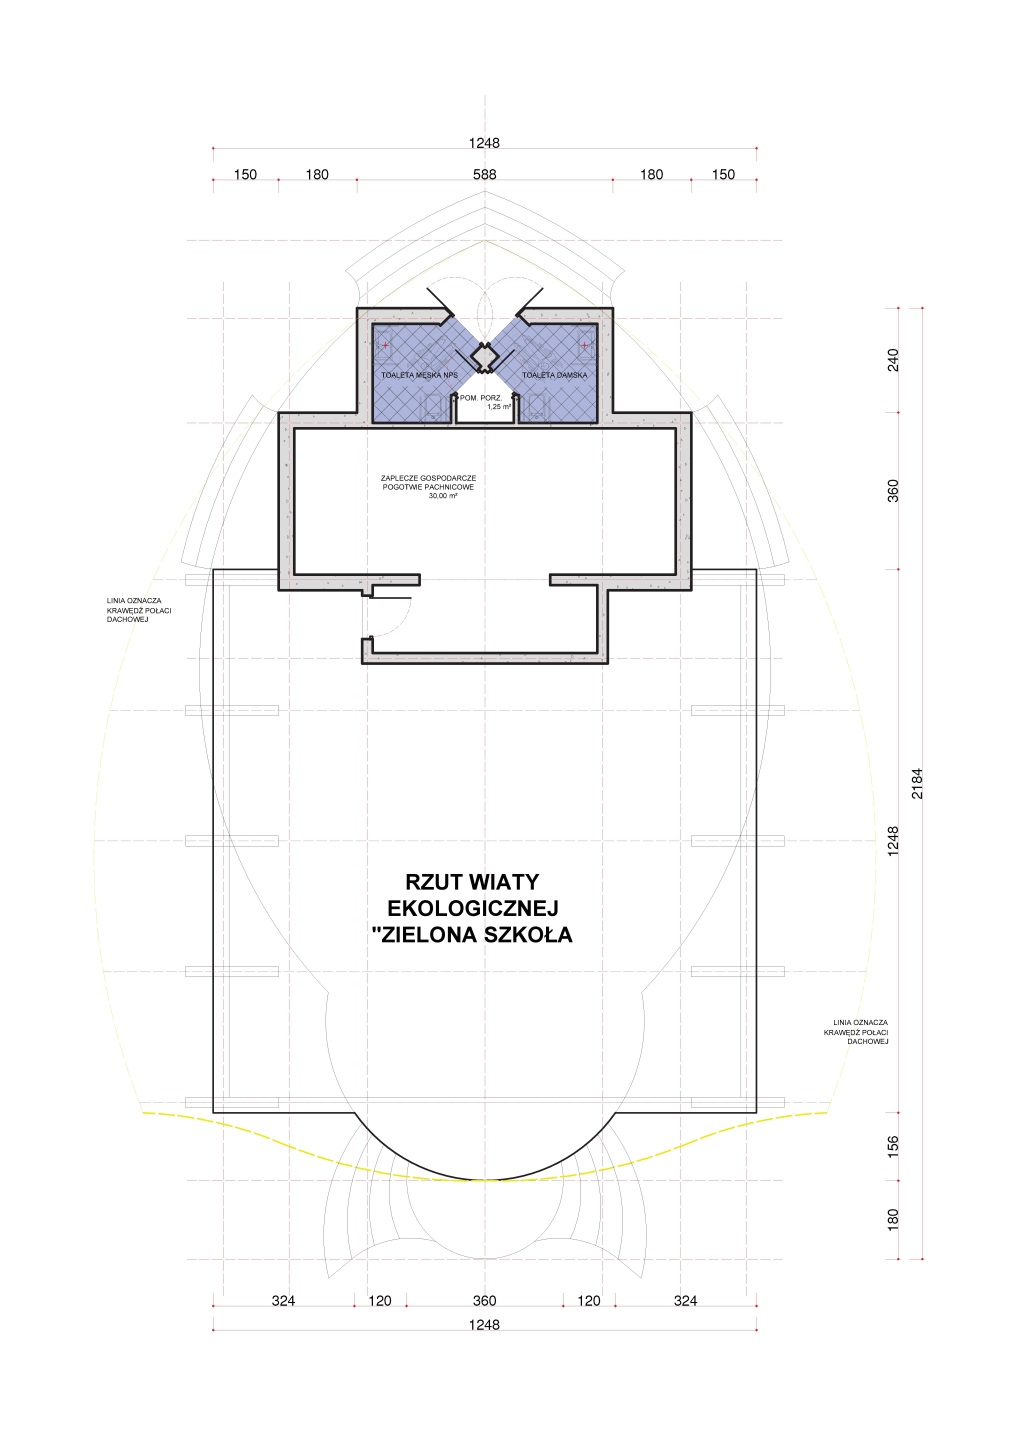 1248
150 180 588 180 150
240
TOALETA MĘSKA NPS
TOALETA DAMSKA
POM. PORZ.
1,25 m²
360
ZAPLECZE GOSPODARCZE
POGOTWIE PACHNICOWE
30,00 m²
LINIA OZNACZA
KRAWĘDŹ POŁACI
DACHOWEJ
2184
1248
RZUT WIATY
EKOLOGICZNEJ
"ZIELONA SZKOŁA
LINIA OZNACZA
KRAWĘDŹ POŁACI
DACHOWEJ
156
180
324 120 360 120 324
1248